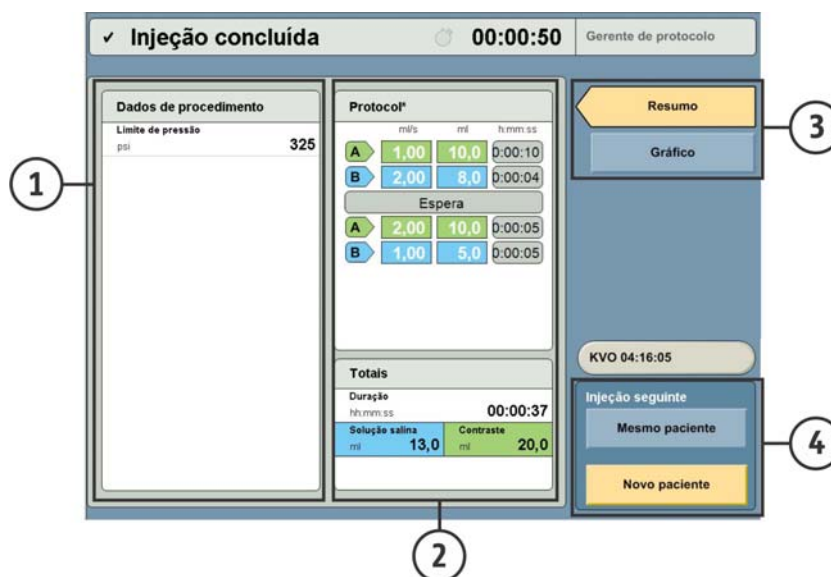 ✓ Injeção concluída 00:00:50 Gerente de protocolo
Dados de procedimento
Limite de pressão
psi 325
Protocol*
ml/s ml h:mm:ss
A 1,00 10,0 0:00:10
B 2,00 8,0 0:00:04
Espera
A 2,00 10,0 0:00:05
B 1,00 5,0 0:00:05
Totais
Duração
hh:mm:ss 00:00:37
Solução salina Contraste
ml 13,0 ml 20,0
Resumo
Gráfico
KVO 04:16:05
Injeção seguinte
Mesmo paciente
Novo paciente
1
2
3
4